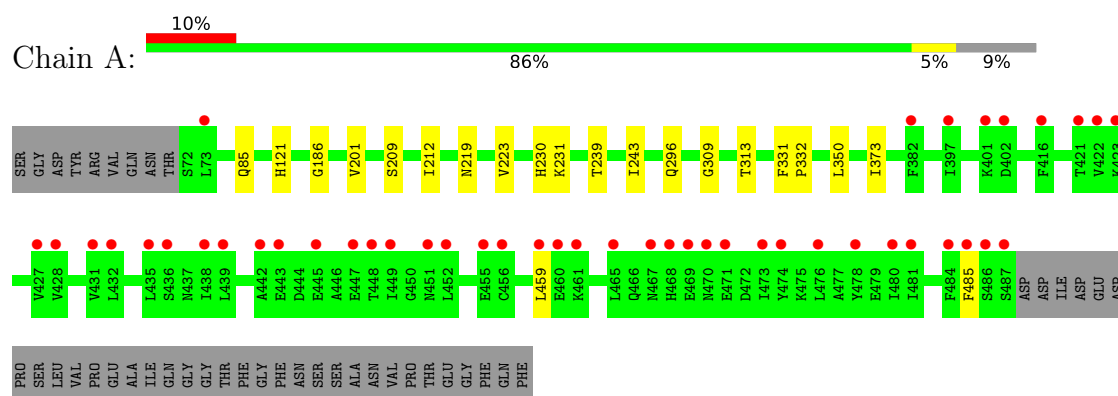 10%
Chain A:
86% 5% 9%
SER GLY ASP TYR ARG VAL GLN ASN THR S72 L73 Q85 H121 G186 V201 S209 I212 N219 V223 H230 K231 T239 I243 Q296 G309 T313 F331 P332 L350 I373 F382 I397 K401 D402 F416 T421 V422 K423
V427 V428 V431 L432 L435 S436 N437 I438 L439 A442 E443 D444 E445 A446 E447 T448 I449 G450 N451 L452 E455 C456 L459 E460 K461 L465 Q466 N467 H468 E469 N470 E471 D472 I473 Y474 K475 L476 A477 Y478 E479 I480 I481 F484 F485 S486 S487 ASP ASP ILE ASP GLU ASP
PRO SER LEU VAL PRO GLU ALA ILE GLN GLY GLY THR PHE GLY PHE ASN SER SER ALA ASN VAL PRO THR GLU GLY PHE GLN PHE